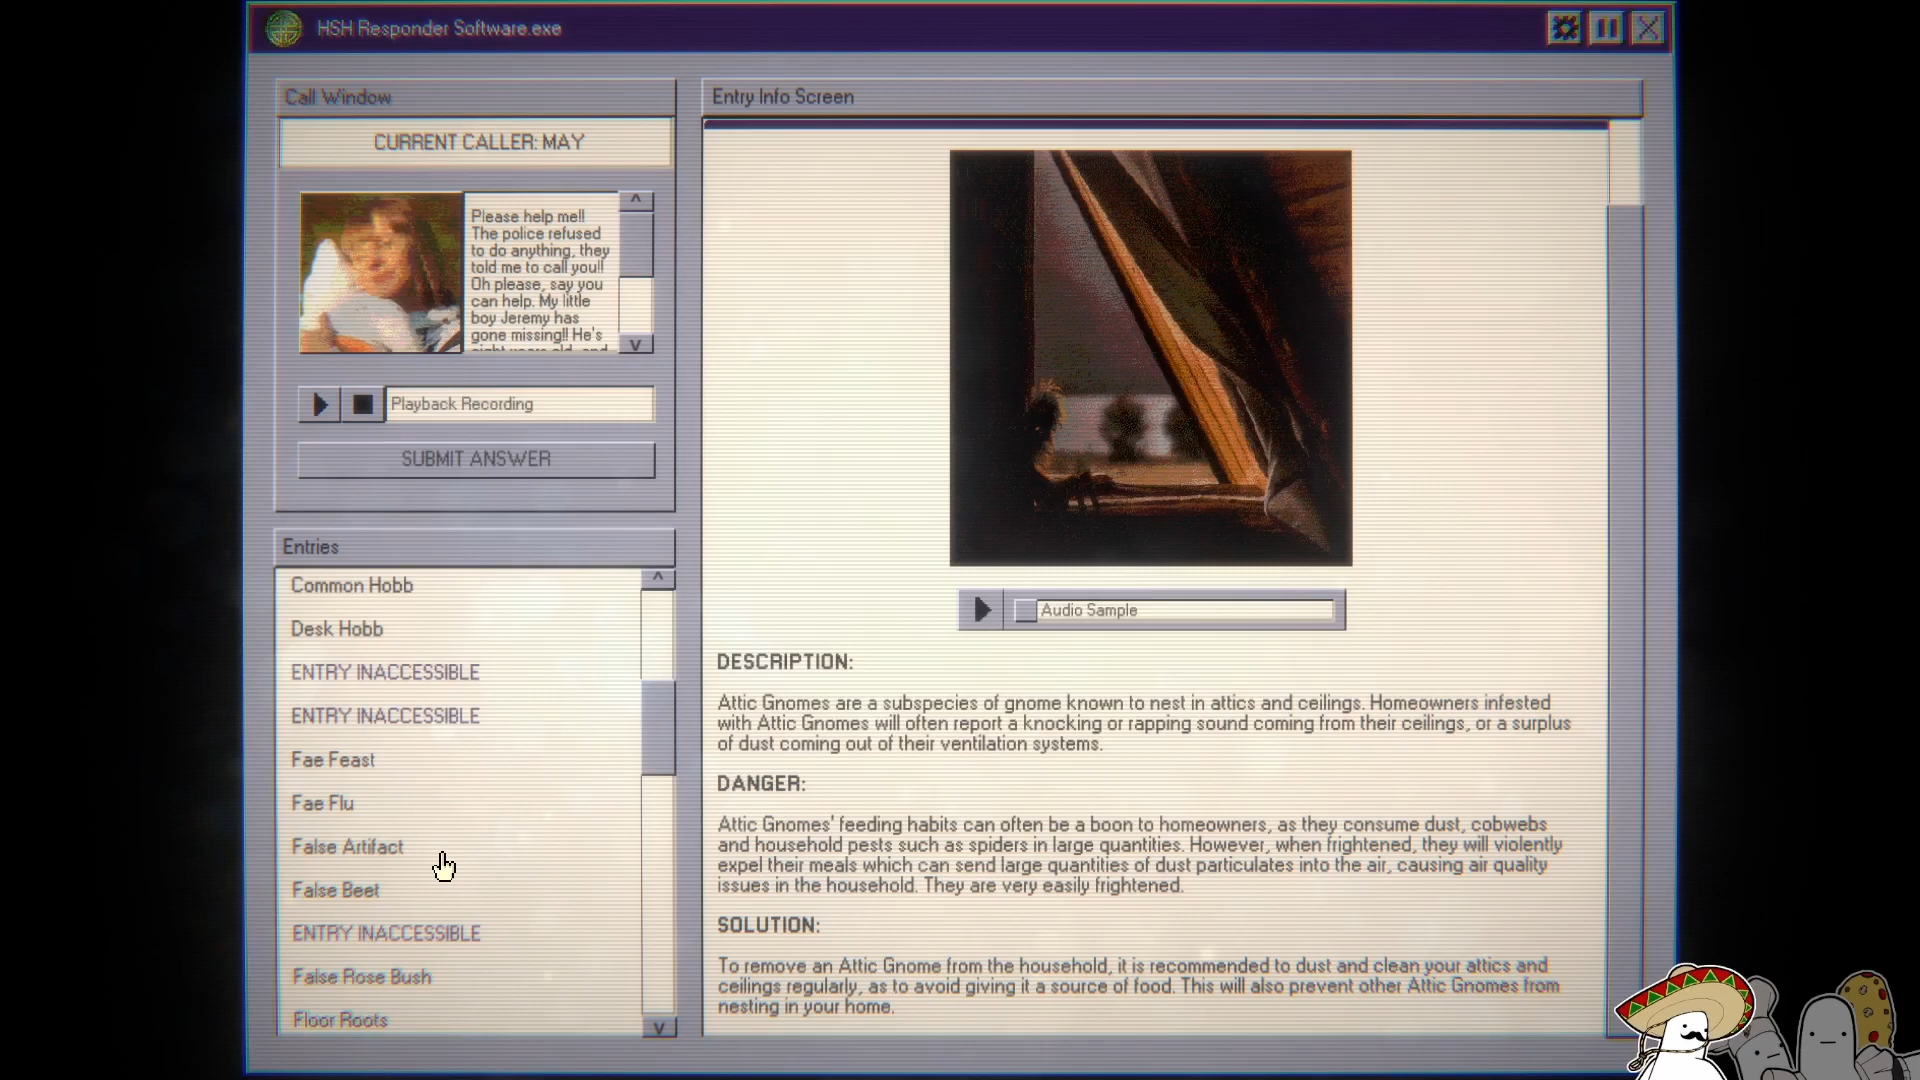 HSH Responder Software.exe
Call Window
CURRENT CALLER: MAY
Please help me!!
The police refused
to do anything, they
told me to call you!!
Oh please, say you
can help. My little
boy Jeremy has
gone missing!! He's
eight years old, and
Playback Recording
SUBMIT ANSWER
Entries
Common Hobb
Desk Hobb
ENTRY INACCESSIBLE
ENTRY INACCESSIBLE
Fae Feast
Fae Flu
False Artifact
False Beet
ENTRY INACCESSIBLE
False Rose Bush
Floor Roots
Entry Info Screen
Audio Sample
DESCRIPTION:
Attic Gnomes are a subspecies of gnome known to nest in attics and ceilings. Homeowners infested
with Attic Gnomes will often report a knocking or rapping sound coming from their ceilings, or a surplus
of dust coming out of their ventilation systems.
DANGER:
Attic Gnomes' feeding habits can often be a boon to homeowners, as they consume dust, cobwebs
and household pests such as spiders in large quantities. However, when frightened, they will violently
expel their meals which can send large quantities of dust particulates into the air, causing air quality
issues in the household. They are very easily frightened.
SOLUTION:
To remove an Attic Gnome from the household, it is recommended to dust and clean your attics and
ceilings regularly, as to avoid giving it a source of food. This will also prevent other Attic Gnomes from
nesting in your home.